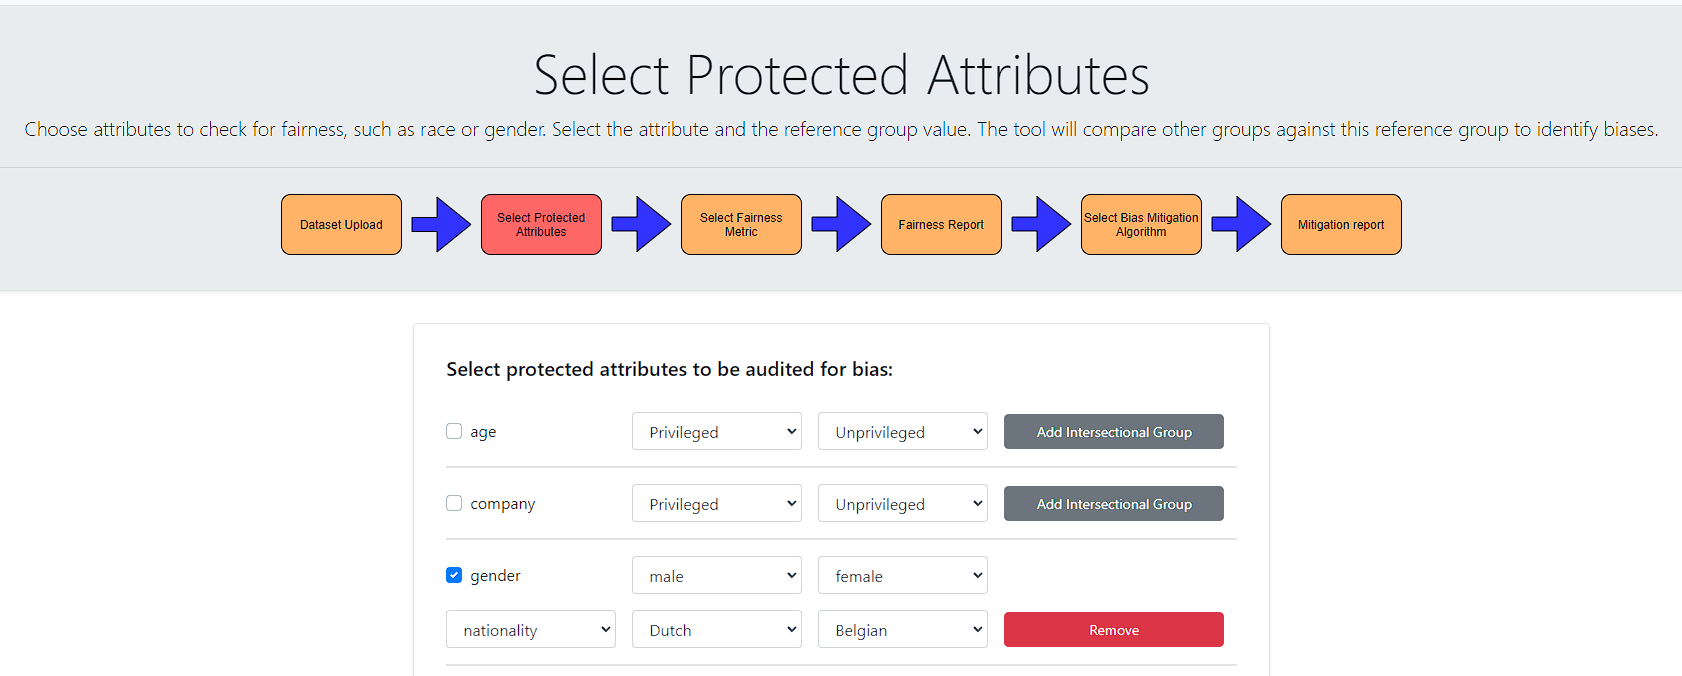 Select Protected Attributes
Choose attributes to check for fairness, such as race or gender. Select the attribute and the reference group value. The tool will compare other groups against this reference group to identify biases.
Dataset Upload
Select Protected
Attributes
Select Fairness
Metric
Fairness Report
Select Bias Mitigation
Algorithm
Mitigation report
Select protected attributes to be audited for bias:
age Privileged Unprivileged Add Intersectional Group
company Privileged Unprivileged Add Intersectional Group
gender male female
nationality Dutch Belgian Remove